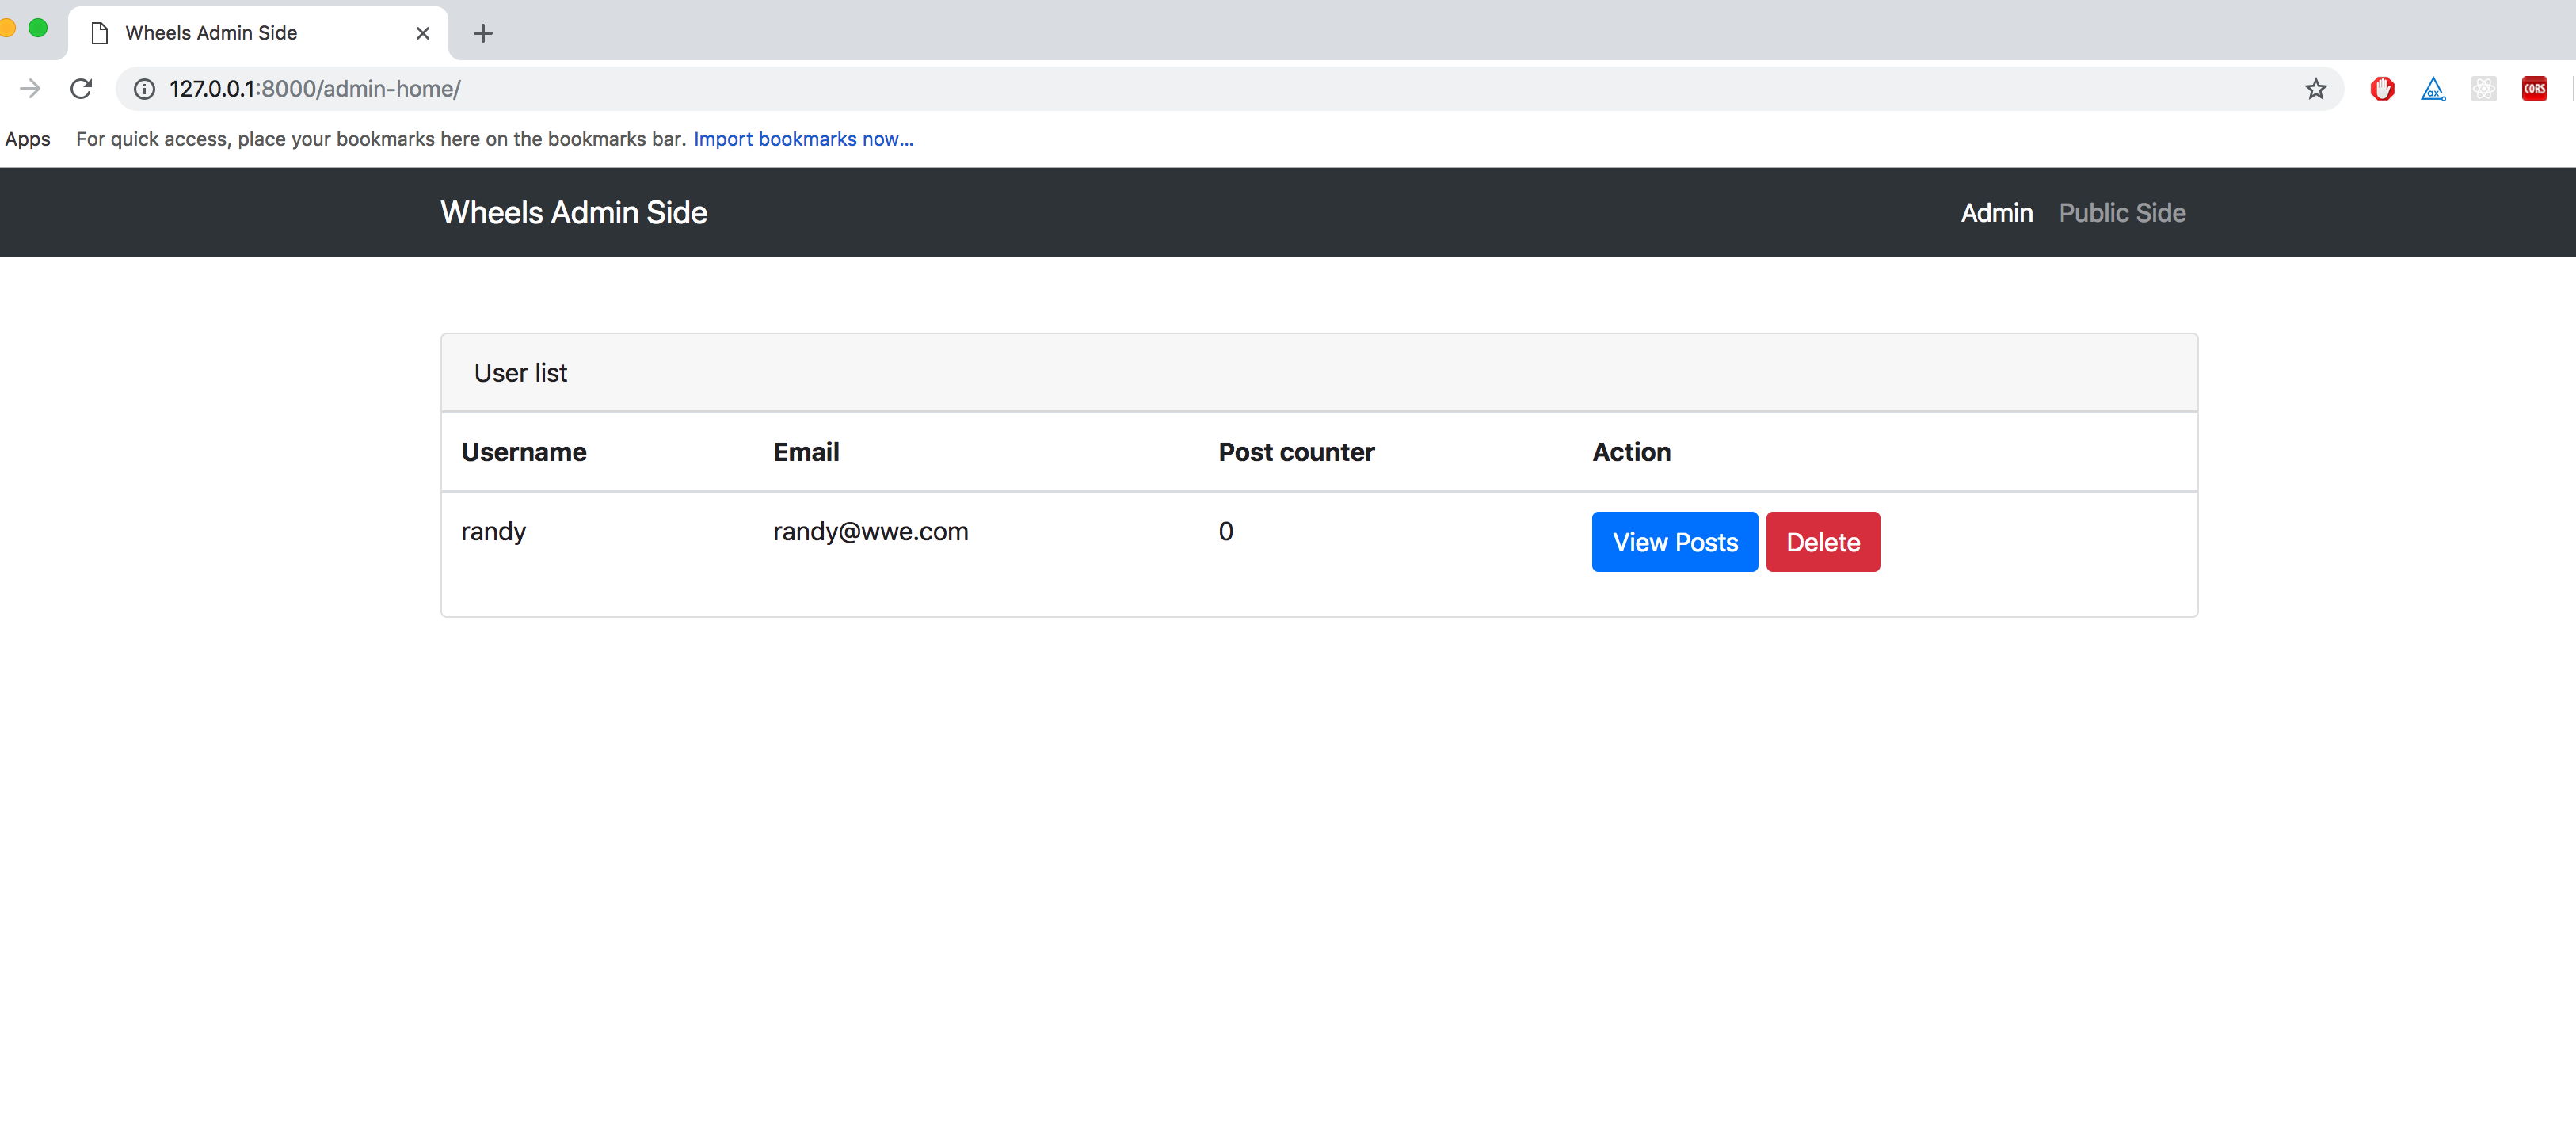 Wheels Admin Side
127.0.0.1:8000/admin-home/
ax
CORS
Apps For quick access, place your bookmarks here on the bookmarks bar. Import bookmarks now...
Wheels Admin Side Admin Public Side
User list
Username Email Post counter Action
randy randy@wwe.com 0 View Posts Delete